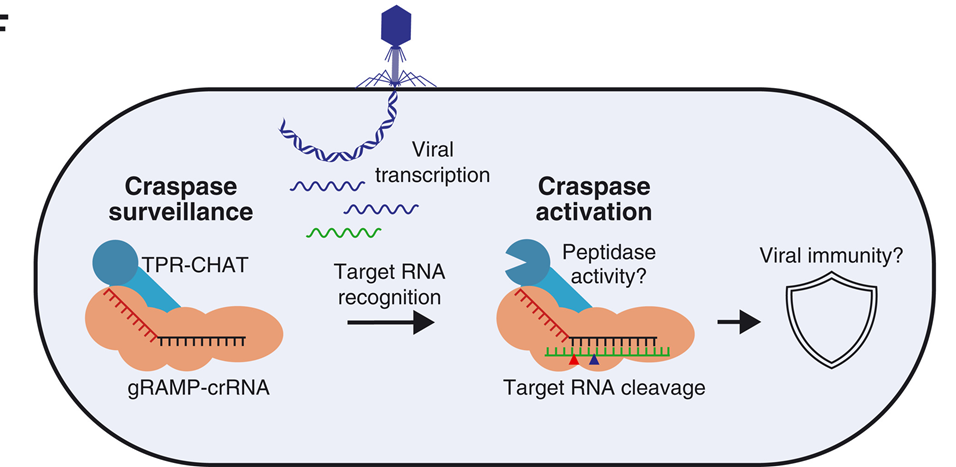 F
Viral
transcription
Craspase
surveillance
TPR-CHAT
gRAMP-crRNA
Target RNA
recognition
Craspase
activation
Peptidase
activity?
Target RNA cleavage
Viral immunity?